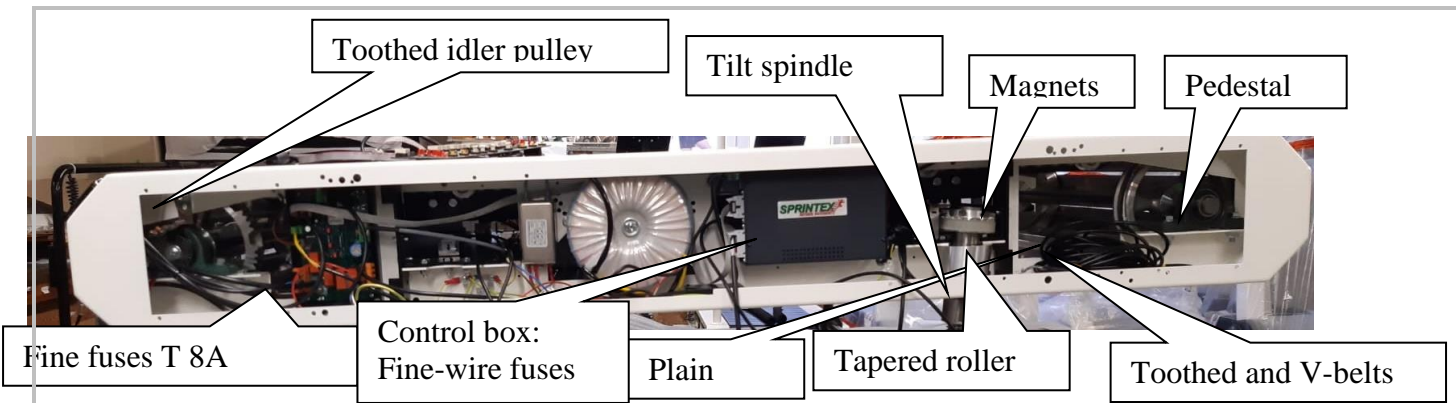 Toothed idler pulley
Tilt spindle
Magnets
Pedestal
SPRINTEX
Fine fuses T 8A
Control box:
Fine-wire fuses
Plain
Tapered roller
Toothed and V-belts